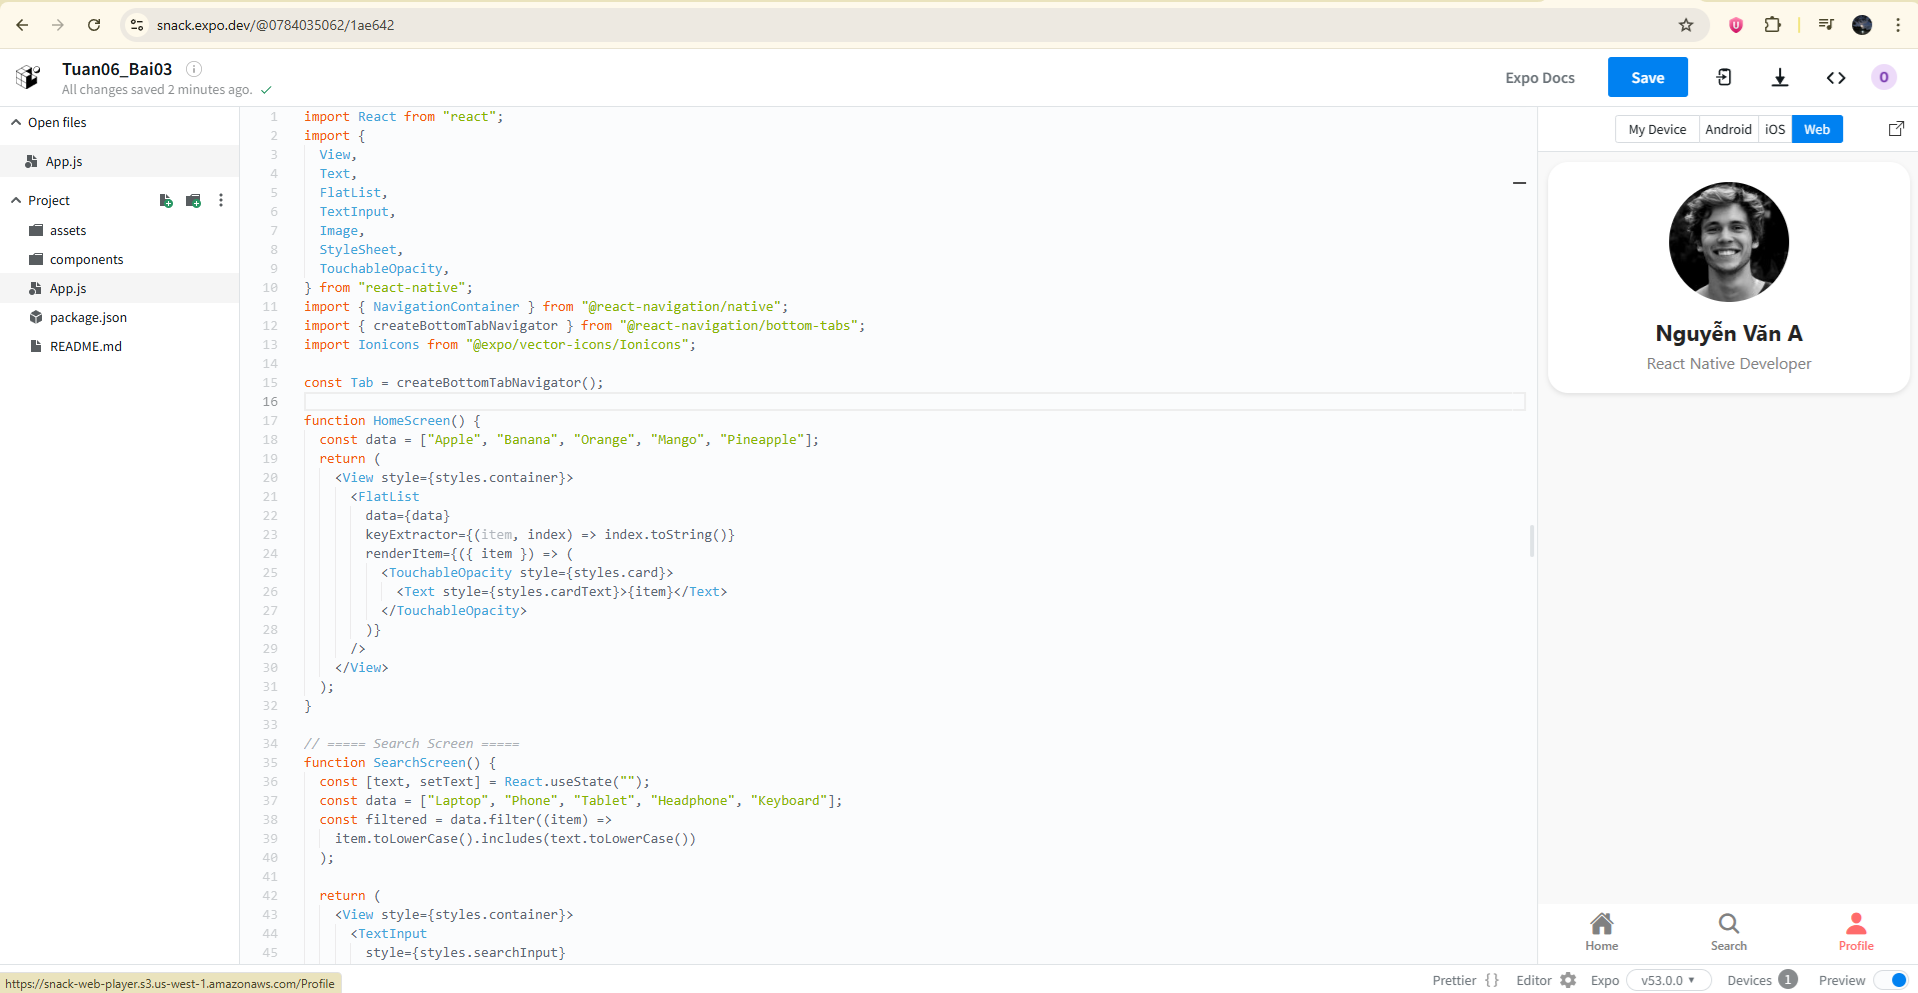 snack.expo.dev/@0784035062/1ae642
Tuan06_Bai03
All changes saved 2 minutes ago.
Expo Docs
Save
O
Open files
App.js
Project
assets
components
App.js
package.json
README.md
1 import React from "react";
2 import {
3 View,
4 Text,
5 FlatList,
6 TextInput,
7 Image,
8 StyleSheet,
9 TouchableOpacity,
10 } from "react-native";
11 import { NavigationContainer } from "@react-navigation/native";
12 import { createBottomTabNavigator } from "@react-navigation/bottom-tabs";
13 import Ionicons from "@expo/vector-icons/Ionicons";
14
15 const Tab = createBottomTabNavigator();
16
17 function HomeScreen() {
18 const data = ["Apple", "Banana", "Orange", "Mango", "Pineapple"];
19 return (
20 <View style={styles.container}>
21 <FlatList
22 data={data}
23 keyExtractor={(item, index) => index.toString()}
24 renderItem={({ item }) => (
25 <TouchableOpacity style={styles.card}>
26 <Text style={styles.cardText}>{item}</Text>
27 </TouchableOpacity>
28 )}
29 />
30 </View>
31 );
32 }
33
34 // ===== Search Screen =====
35 function SearchScreen() {
36 const [text, setText] = React.useState("");
37 const data = ["Laptop", "Phone", "Tablet", "Headphone", "Keyboard"];
38 const filtered = data.filter((item) =>
39 item.toLowerCase().includes(text.toLowerCase())
40 );
41
42 return (
43 <View style={styles.container}>
44 <TextInput
45 style={styles.searchInput}
My Device Android iOS Web
Nguyễn Văn A
React Native Developer
Home Search Profile
https://snack-web-player.s3.us-west-1.amazonaws.com/Profile
Prettier {} Editor Expo v53.0.0 Devices 1 Preview